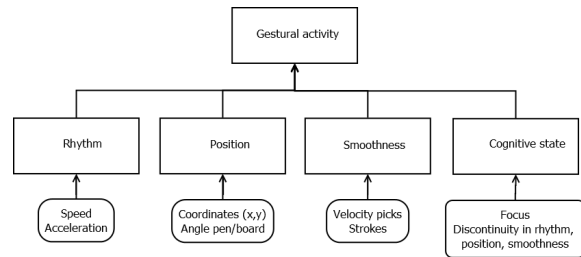 Gestural activity
Rhythm
Position
Smoothness
Cognitive state
Speed
Acceleration
Coordinates (x,y)
Angle pen/board
Velocity picks
Strokes
Focus
Discontinuity in rhythm,
position, smoothness